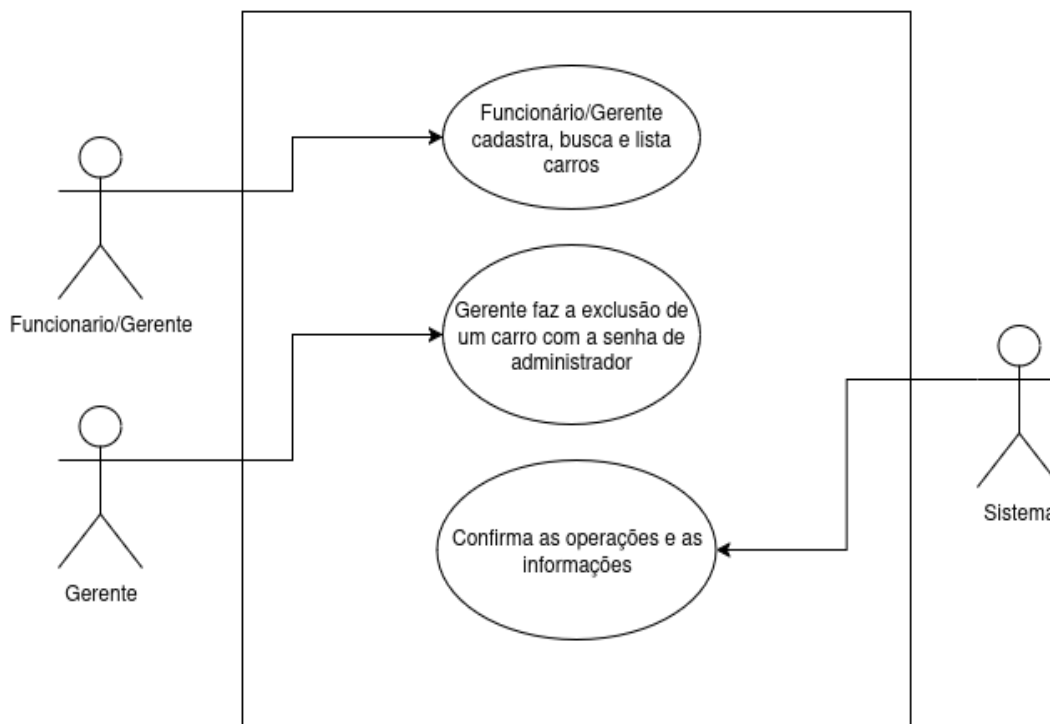 Funcionário/Gerente
cadastra, busca e lista
carros
Funcionario/Gerente
Gerente faz a exclusão de
um carro com a senha de
administrador
Gerente
Sistema
Confirma as operações e as
informações